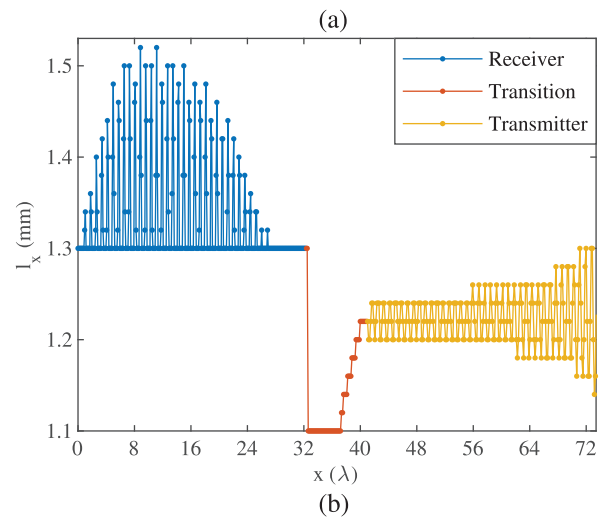 (a)
1.5
1.4
1.3
1.2
1.1
l_x (mm)
Receiver
Transition
Transmitter
0 8 16 24 32 40 48 56 64 72
x (λ)
(b)